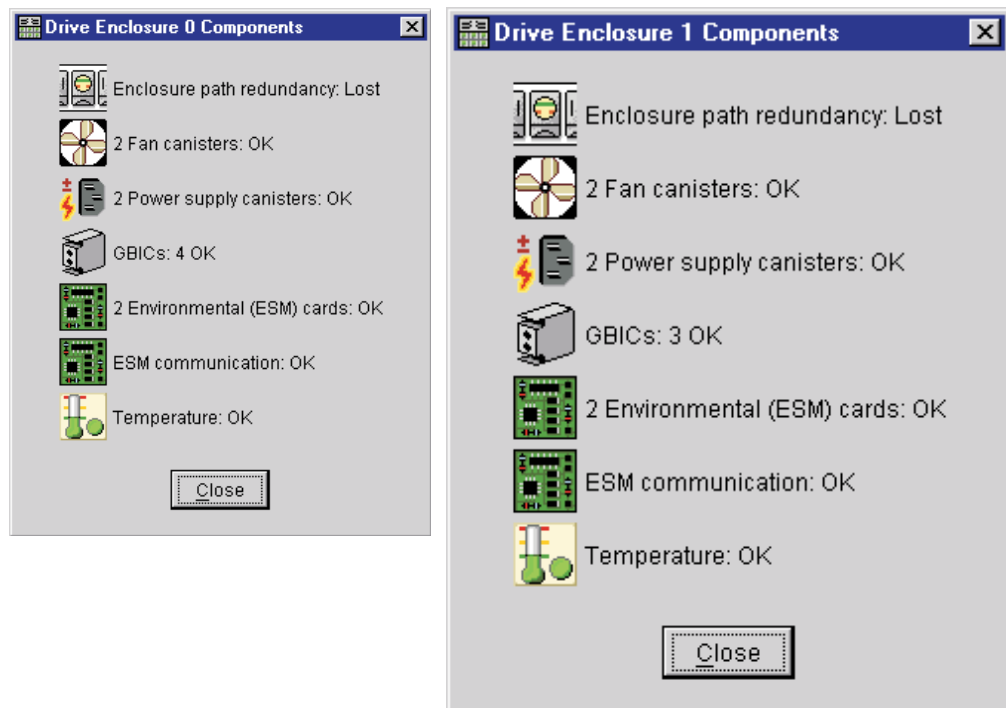 Drive Enclosure 0 Components
Enclosure path redundancy: Lost
2 Fan canisters: OK
2 Power supply canisters: OK
GBICs: 4 OK
2 Environmental (ESM) cards: OK
ESM communication: OK
Temperature: OK
Close
Drive Enclosure 1 Components
Enclosure path redundancy: Lost
2 Fan canisters: OK
2 Power supply canisters: OK
GBICs: 3 OK
2 Environmental (ESM) cards: OK
ESM communication: OK
Temperature: OK
Close